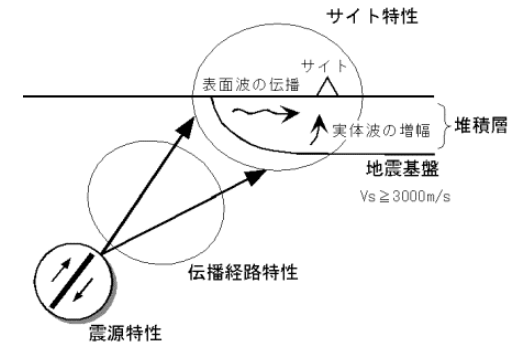 サイト特性
サイト
表面波の伝播
実体波の増幅
堆積層
地震基盤
Vs≧3000m/s
伝播経路特性
震源特性